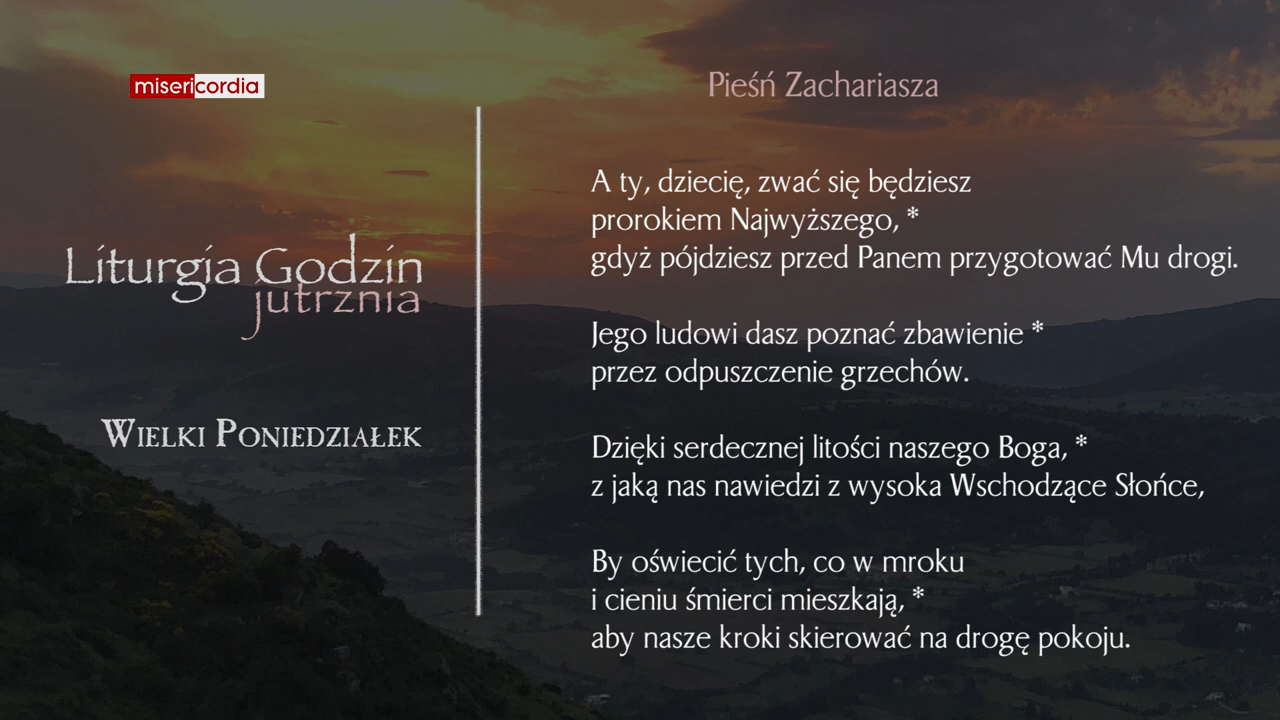 misericordia
Liturgia Godzin
jutrznia
Wielki Poniedziałek
Pieśń Zachariasza
A ty, dziecię, zwać się będziesz
prorokiem Najwyższego, *
gdyż pójdziesz przed Panem przygotować Mu drogi.
Jego ludowi dasz poznać zbawienie *
przez odpuszczenie grzechów.
Dzięki serdecznej litości naszego Boga, *
z jaką nas nawiedzi z wysoka Wschodzące Słońce,
By oświecić tych, co w mroku
i cieniu śmierci mieszkają, *
aby nasze kroki skierować na drogę pokoju.